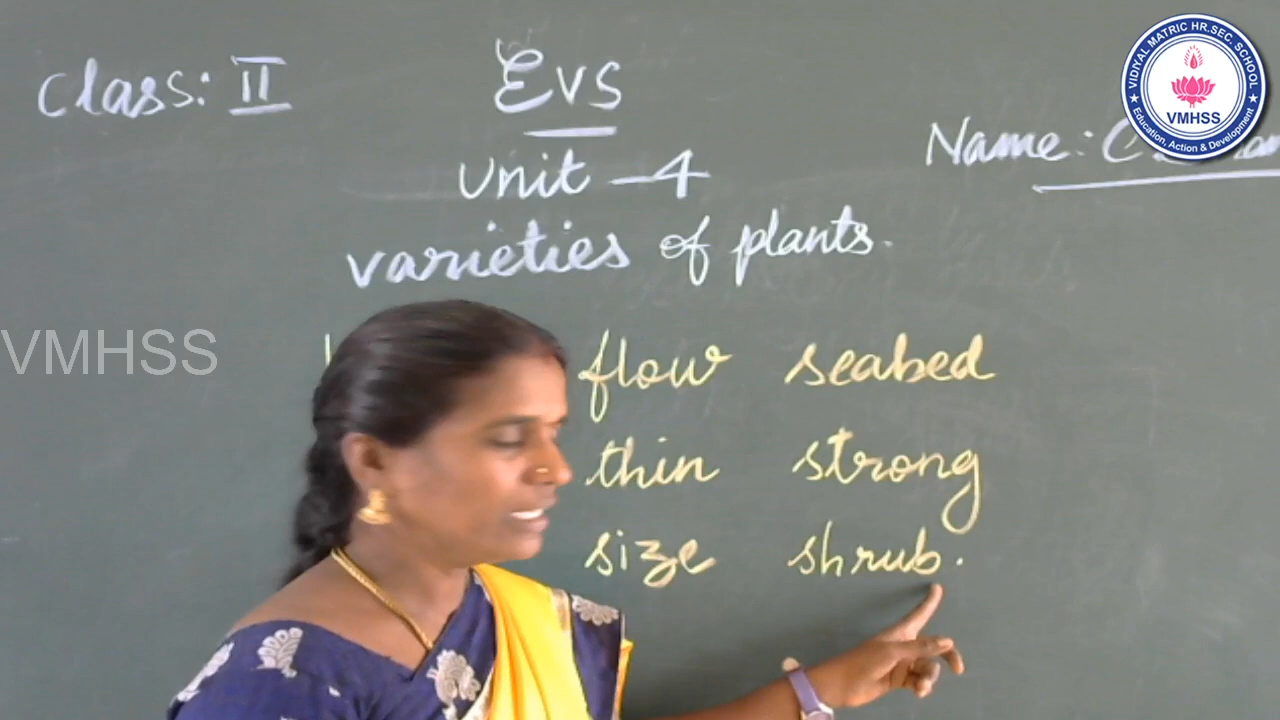 Class: II
Evs
Unit - 4
Name:
varieties of plants.
flow seabed
thin strong
size shrub.
VMHSS
VIDIYAL MATRIC HR.SEC. SCHOOL
VMHSS
Education, Action & Development